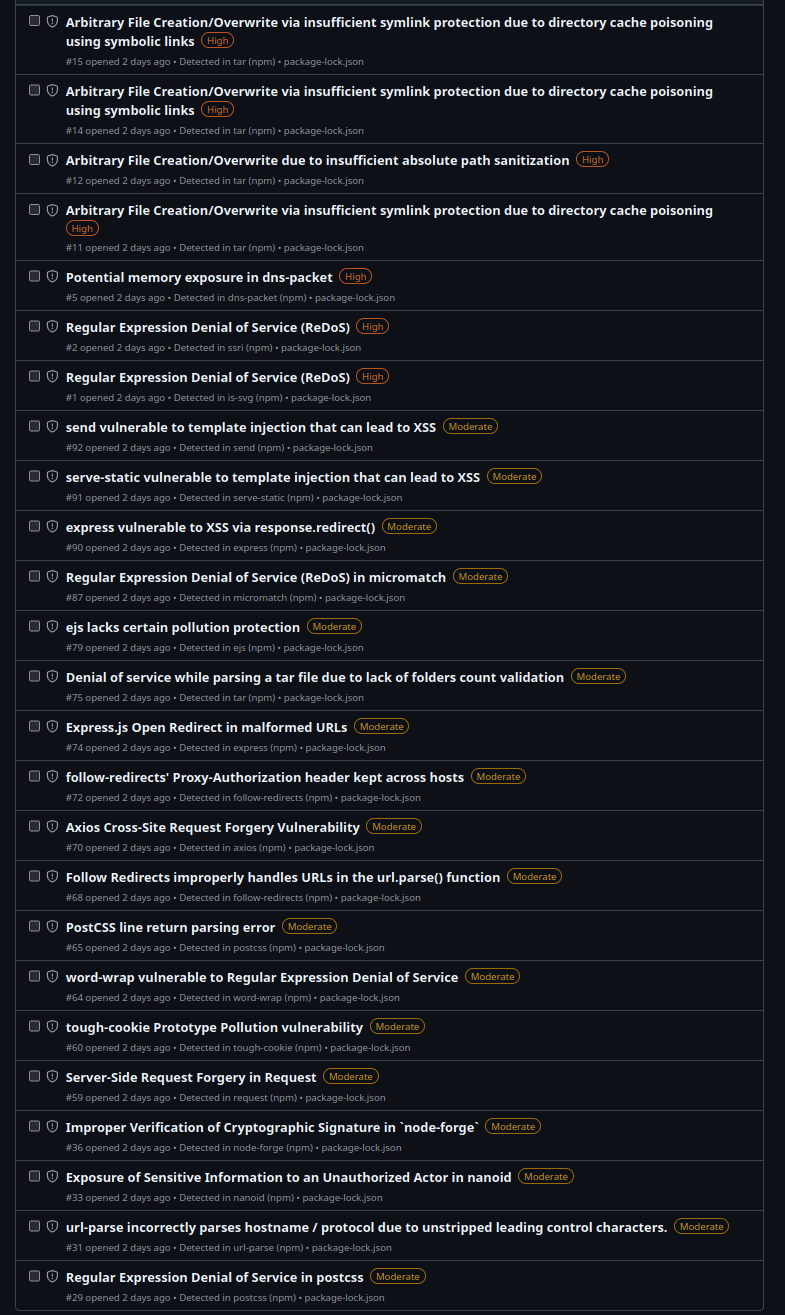 Arbitrary File Creation/Overwrite via insufficient symlink protection due to directory cache poisoning
using symbolic links High
#15 opened 2 days ago • Detected in tar (npm) • package-lock.json
Arbitrary File Creation/Overwrite via insufficient symlink protection due to directory cache poisoning
using symbolic links High
#14 opened 2 days ago • Detected in tar (npm) • package-lock.json
Arbitrary File Creation/Overwrite due to insufficient absolute path sanitization High
#12 opened 2 days ago • Detected in tar (npm) • package-lock.json
Arbitrary File Creation/Overwrite via insufficient symlink protection due to directory cache poisoning
High
#11 opened 2 days ago • Detected in tar (npm) • package-lock.json
Potential memory exposure in dns-packet High
#5 opened 2 days ago • Detected in dns-packet (npm) • package-lock.json
Regular Expression Denial of Service (ReDoS) High
#2 opened 2 days ago • Detected in ssri (npm) • package-lock.json
Regular Expression Denial of Service (ReDoS) High
#1 opened 2 days ago • Detected in is-svg (npm) • package-lock.json
send vulnerable to template injection that can lead to XSS Moderate
#92 opened 2 days ago • Detected in send (npm) • package-lock.json
serve-static vulnerable to template injection that can lead to XSS Moderate
#91 opened 2 days ago • Detected in serve-static (npm) • package-lock.json
express vulnerable to XSS via response.redirect() Moderate
#90 opened 2 days ago • Detected in express (npm) • package-lock.json
Regular Expression Denial of Service (ReDoS) in micromatch Moderate
#87 opened 2 days ago • Detected in micromatch (npm) • package-lock.json
ejs lacks certain pollution protection Moderate
#79 opened 2 days ago • Detected in ejs (npm) • package-lock.json
Denial of service while parsing a tar file due to lack of folders count validation Moderate
#75 opened 2 days ago • Detected in tar (npm) • package-lock.json
Express.js Open Redirect in malformed URLs Moderate
#74 opened 2 days ago • Detected in express (npm) • package-lock.json
follow-redirects' Proxy-Authorization header kept across hosts Moderate
#72 opened 2 days ago • Detected in follow-redirects (npm) • package-lock.json
Axios Cross-Site Request Forgery Vulnerability Moderate
#70 opened 2 days ago • Detected in axios (npm) • package-lock.json
Follow Redirects improperly handles URLs in the url.parse() function Moderate
#68 opened 2 days ago • Detected in follow-redirects (npm) • package-lock.json
PostCSS line return parsing error Moderate
#65 opened 2 days ago • Detected in postcss (npm) • package-lock.json
word-wrap vulnerable to Regular Expression Denial of Service Moderate
#64 opened 2 days ago • Detected in word-wrap (npm) • package-lock.json
tough-cookie Prototype Pollution vulnerability Moderate
#60 opened 2 days ago • Detected in tough-cookie (npm) • package-lock.json
Server-Side Request Forgery in Request Moderate
#59 opened 2 days ago • Detected in request (npm) • package-lock.json
Improper Verification of Cryptographic Signature in `node-forge` Moderate
#36 opened 2 days ago • Detected in node-forge (npm) • package-lock.json
Exposure of Sensitive Information to an Unauthorized Actor in nanoid Moderate
#33 opened 2 days ago • Detected in nanoid (npm) • package-lock.json
url-parse incorrectly parses hostname / protocol due to unstripped leading control characters. Moderate
#31 opened 2 days ago • Detected in url-parse (npm) • package-lock.json
Regular Expression Denial of Service in postcss Moderate
#29 opened 2 days ago • Detected in postcss (npm) • package-lock.json